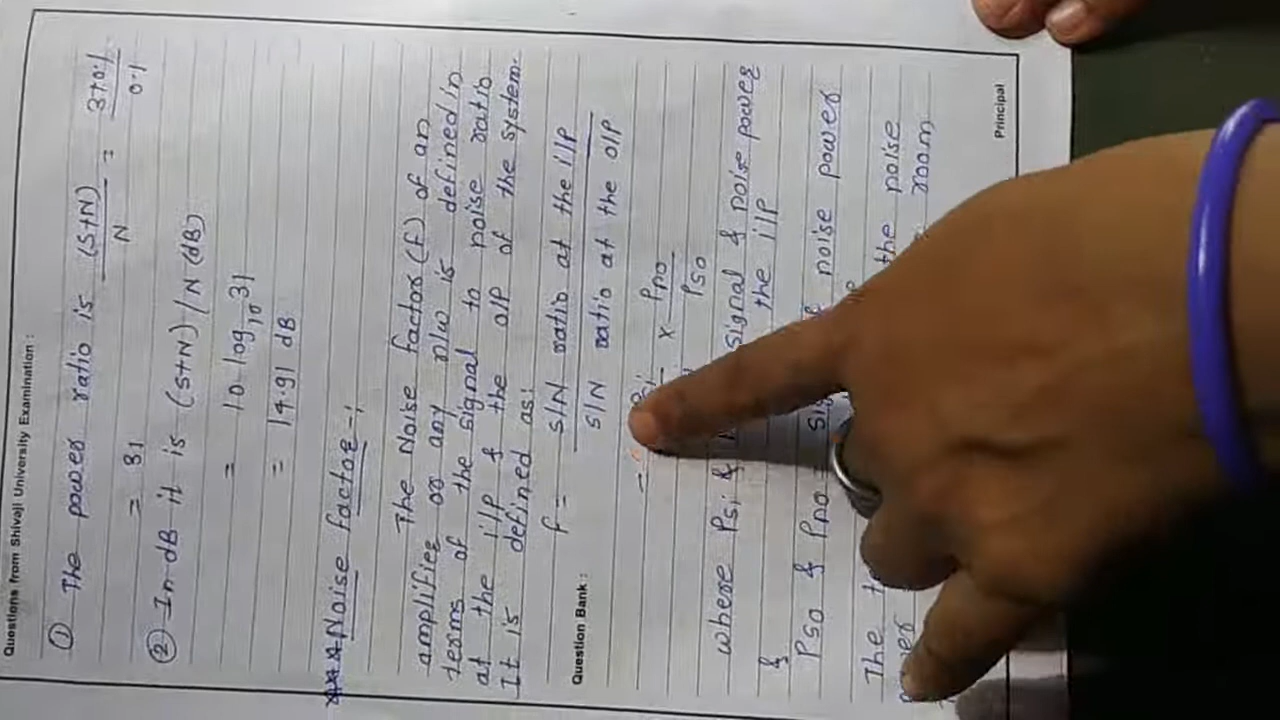 Questions from Shivaji University Examination :
① The power ratio is (S+N) / N = 3+0.1 / 0.1
= 31
② In dB it is (S+N)/N (dB)
= 10 log10 31
= 14.91 dB
*** Noise factor :-
The Noise factor (F) of an
amplifier or any n/w is defined in
terms of the signal to noise ratio
at the i/p & the o/p of the system.
It is defined as:
F = S/N ratio at the i/p
S/N ratio at the o/p
Question Bank :
= × Pno / Pso
where Psi & signal & noise power
& the i/p
Pso & Pno = noise power
The the noise
room
Principal